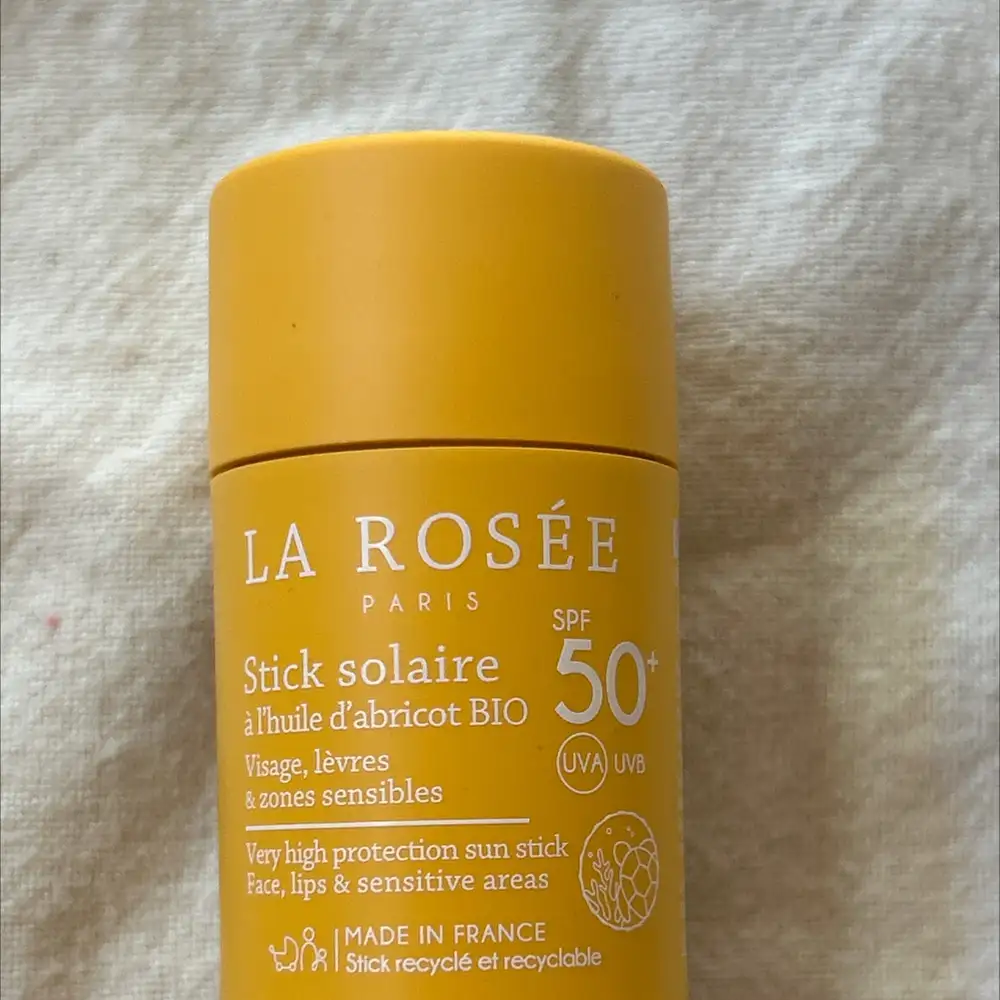 LA ROSÉE
PARIS
SPF
50+
Stick solaire
à l'huile d'abricot BIO
UVA UVB
Visage, lèvres
& zones sensibles
Very high protection sun stick
Face, lips & sensitive areas
MADE IN FRANCE
Stick recyclé et recyclable